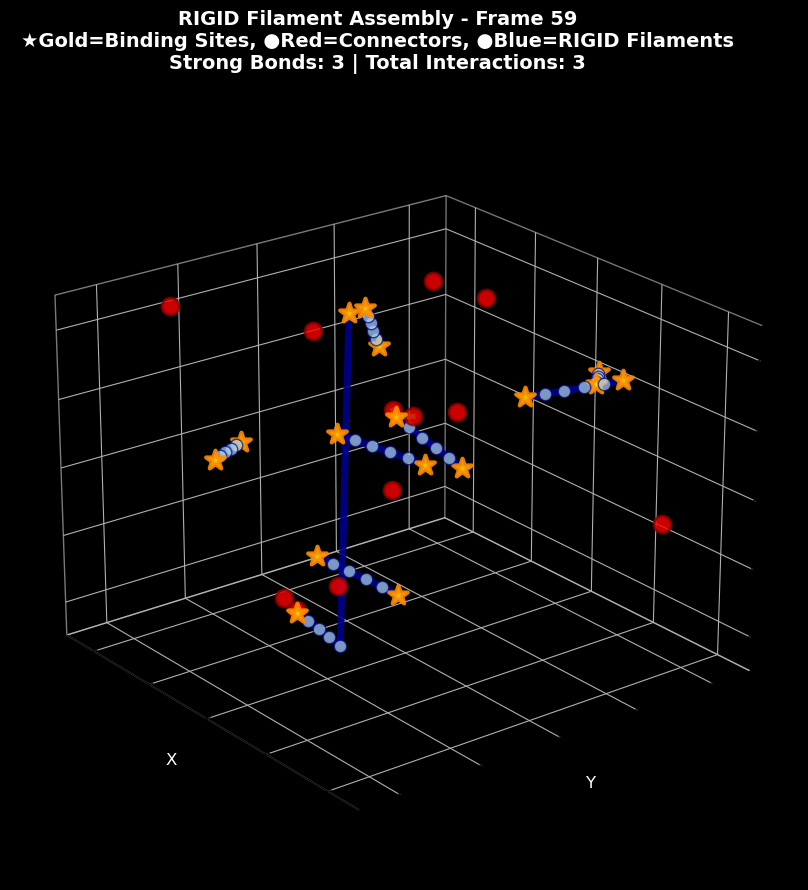 RIGID Filament Assembly - Frame 59
★Gold=Binding Sites, ●Red=Connectors, ●Blue=RIGID Filaments
Strong Bonds: 3 | Total Interactions: 3
X
Y